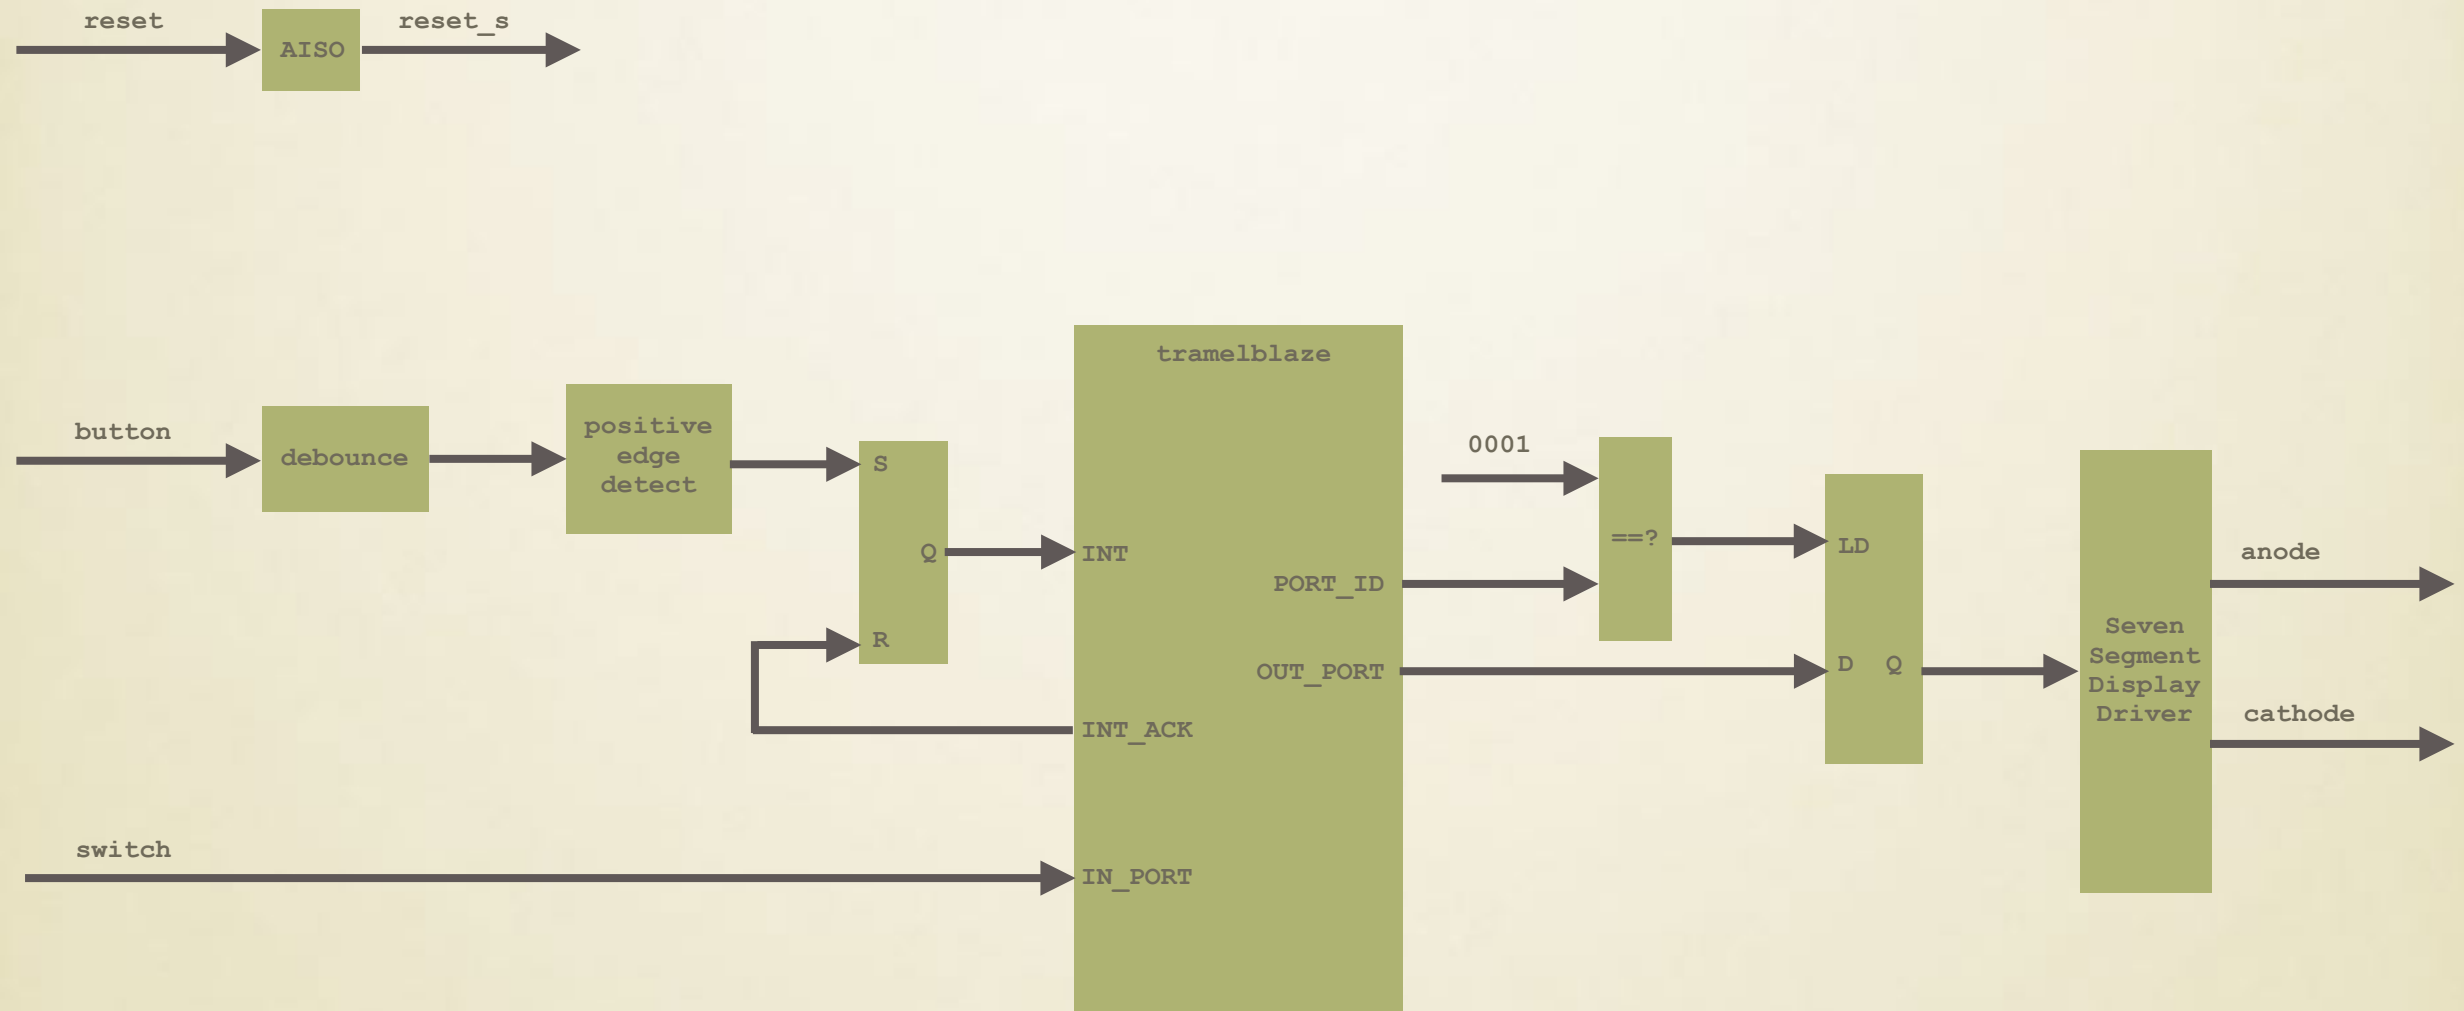 reset
reset_s
AISO
tramelblaze
button
debounce
positive
edge
detect
S
Q
R
INT
PORT_ID
OUT_PORT
INT_ACK
IN_PORT
switch
0001
==?
LD
D Q
Seven
Segment
Display
Driver
anode
cathode